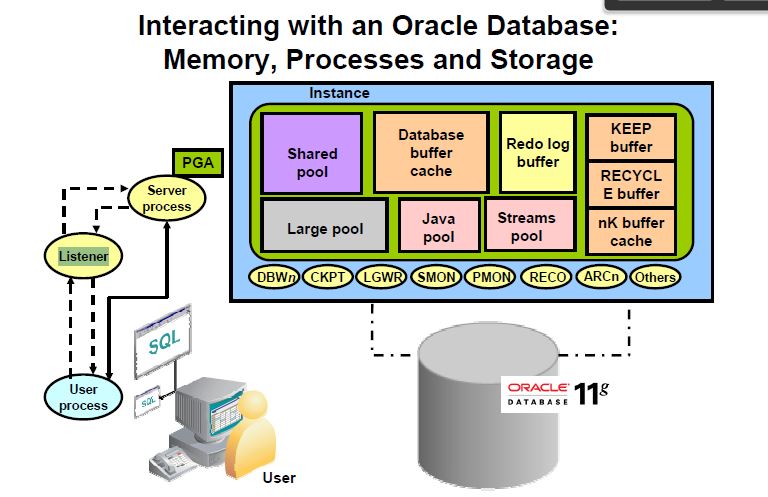 Interacting with an Oracle Database:
Memory, Processes and Storage
Instance
Shared
pool
Database
buffer
cache
Redo log
buffer
KEEP
buffer
RECYCL
E buffer
nK buffer
cache
Large pool
Java
pool
Streams
pool
DBWn
CKPT
LGWR
SMON
PMON
RECO
ARCn
Others
PGA
Server
process
Listener
User
process
SQL
SQL
User
ORACLE
DATABASE 11g